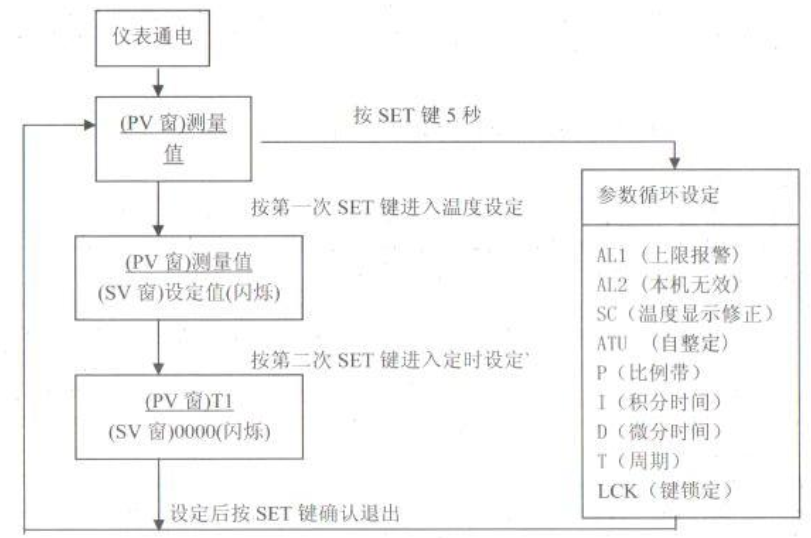 仪表通电
(PV 窗)测量
值
按 SET 键 5 秒
按第一次 SET 键进入温度设定
(PV 窗)测量值
(SV 窗)设定值(闪烁)
按第二次 SET 键进入定时设定
(PV 窗)T1
(SV 窗)0000(闪烁)
设定后按 SET 键确认退出
参数循环设定
AL1（上限报警）
AL2（本机无效）
SC（温度显示修正）
ATU （自整定）
P（比例带）
I（积分时间）
D（微分时间）
T（周期）
LCK（键锁定）